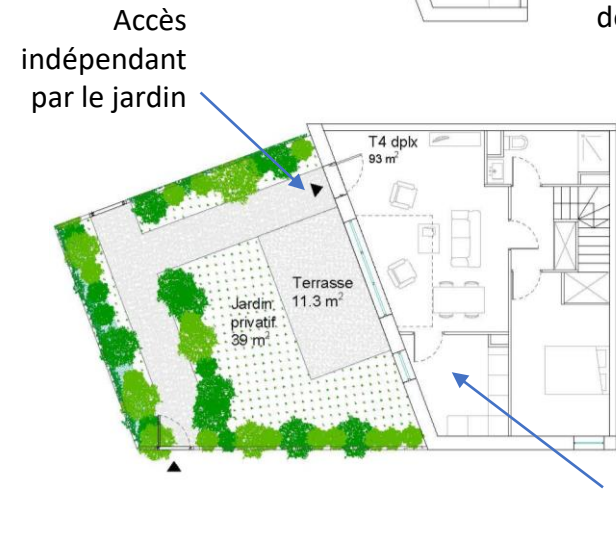 Accès
indépendant
par le jardin
T4 dplx
93 m²
Terrasse
11.3 m²
Jardin
privatif
39 m²